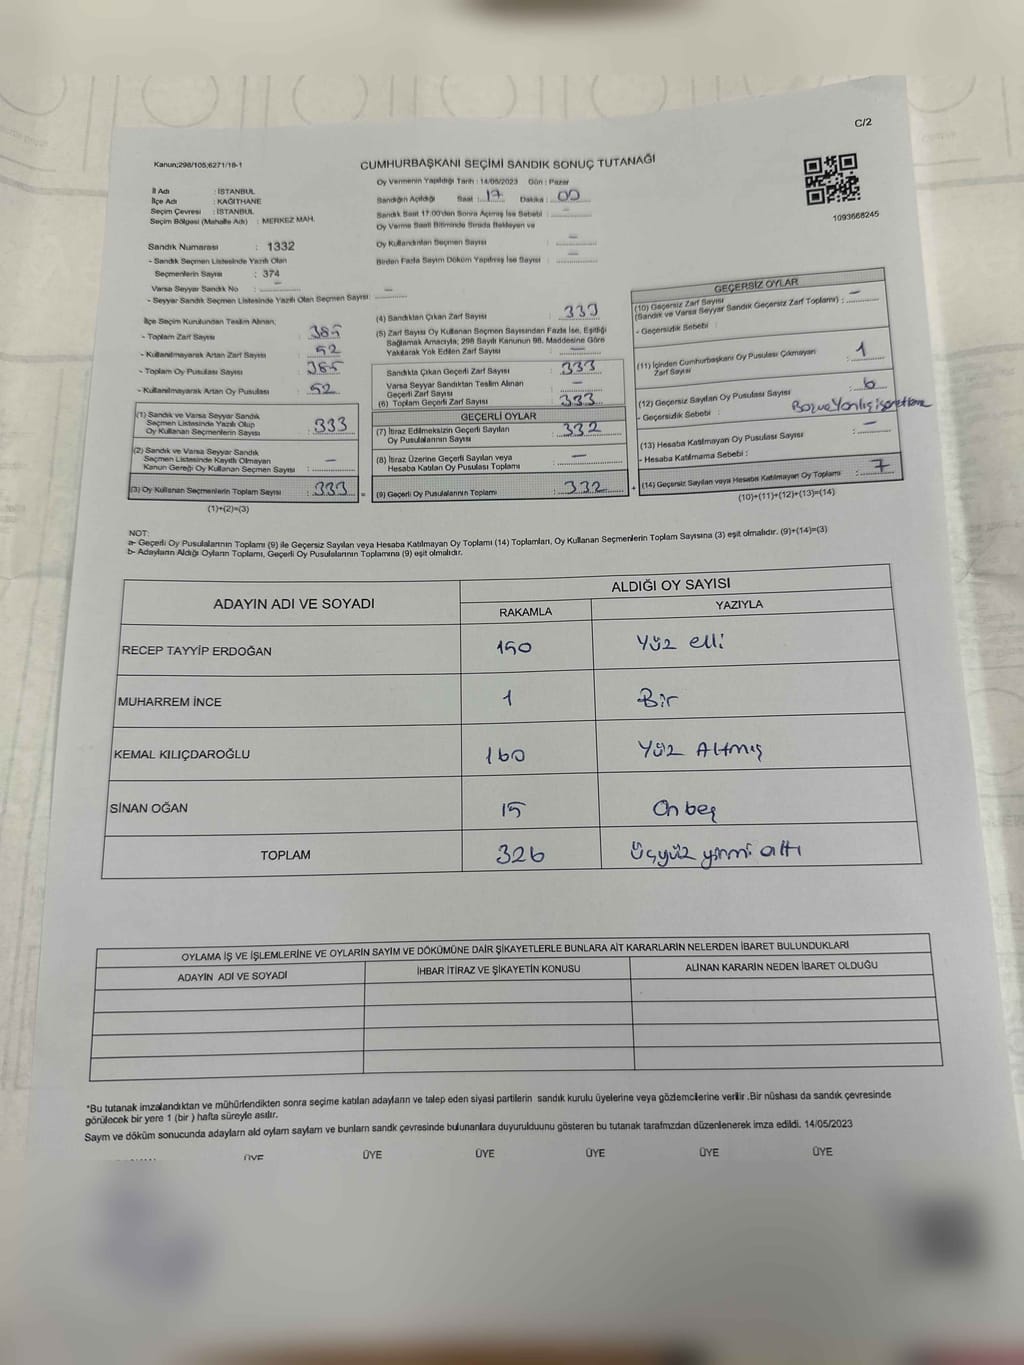 C/2
Kanun;298/105;6271/18-1
CUMHURBAŞKANI SEÇİMİ SANDIK SONUÇ TUTANAĞI
1093668245
İl Adı : İSTANBUL
İlçe Adı : KAĞITHANE
Seçim Çevresi : İSTANBUL
Seçim Bölgesi (Mahalle Adı) : MERKEZ MAH.
Sandık Numarası : 1332
- Sandık Seçmen Listesinde Yazılı Olan
Seçmenlerin Sayısı : 374
Varsa Seyyar Sandık No : -
- Seyyar Sandık Seçmen Listesinde Yazılı Olan Seçmen Sayısı: -
Oy Vermenin Yapıldığı Tarih : 14/05/2023 Gün : Pazar
Sandığın Açıldığı Saat : 17 Dakika : 00
Sandık Saat 17:00'den Sonra Açılmış İse Sebebi : -
Oy Verme Saati Bitiminde Sırada Bekleyen ve
Oy Kullandırılan Seçmen Sayısı : -
Birden Fazla Sayım Döküm Yapılmış İse Sayısı : -
İlçe Seçim Kurulundan Teslim Alınan;
- Toplam Zarf Sayısı : 385
- Kullanılmayarak Artan Zarf Sayısı : 52
- Toplam Oy Pusulası Sayısı : 385
- Kullanılmayarak Artan Oy Pusulası : 52
(1) Sandık ve Varsa Seyyar Sandık
Seçmen Listesinde Yazılı Olup
Oy Kullanan Seçmenlerin Sayısı : 333
(2) Sandık ve Varsa Seyyar Sandık
Seçmen Listesinde Kayıtlı Olmayan
Kanun Gereği Oy Kullanan Seçmen Sayısı : -
(3) Oy Kullanan Seçmenlerin Toplam Sayısı : 333
(1)+(2)=(3)
(4) Sandıktan Çıkan Zarf Sayısı : 333
(5) Zarf Sayısı Oy Kullanan Seçmen Sayısından Fazla İse, Eşitliği
Sağlamak Amacıyla; 298 Sayılı Kanunun 98. Maddesine Göre
Yakılarak Yok Edilen Zarf Sayısı : -
Sandıkta Çıkan Geçerli Zarf Sayısı : 333
Varsa Seyyar Sandıktan Teslim Alınan
Geçerli Zarf Sayısı : -
(6) Toplam Geçerli Zarf Sayısı : 333
GEÇERLİ OYLAR
(7) İtiraz Edilmeksizin Geçerli Sayılan
Oy Pusulalarının Sayısı : 332
(8) İtiraz Üzerine Geçerli Sayılan veya
Hesaba Katılan Oy Pusulası Toplamı : -
(9) Geçerli Oy Pusulalarının Toplamı : 332
GEÇERSİZ OYLAR
(10) Geçersiz Zarf Sayısı
(Sandık ve Varsa Seyyar Sandık Geçersiz Zarf Toplamı) : -
- Geçersizlik Sebebi :
(11) İçinden Cumhurbaşkanı Oy Pusulası Çıkmayan
Zarf Sayısı : 1
(12) Geçersiz Sayılan Oy Pusulası Sayısı : 6
- Geçersizlik Sebebi :
(13) Hesaba Katılmayan Oy Pusulası Sayısı : -
- Hesaba Katılmama Sebebi :
(14) Geçersiz Sayılan veya Hesaba Katılmayan Oy Toplamı : 7
(10)+(11)+(12)+(13)=(14)
NOT:
a- Geçerli Oy Pusulalarının Toplamı (9) ile Geçersiz Sayılan veya Hesaba Katılmayan Oy Toplamı (14) Toplamları, Oy Kullanan Seçmenlerin Toplam Sayısına (3) eşit olmalıdır. (9)+(14)=(3)
b- Adayların Aldığı Oyların Toplamı, Geçerli Oy Pusulalarının Toplamına (9) eşit olmalıdır.
ADAYIN ADI VE SOYADI
ALDIĞI OY SAYISI
RAKAMLA YAZIYLA
RECEP TAYYİP ERDOĞAN 150 Yüz elli
MUHARREM İNCE 1 Bir
KEMAL KILIÇDAROĞLU 160 Yüz Altmış
SİNAN OĞAN 15 On beş
TOPLAM 326 Üçyüz yirmi altı
OYLAMA İŞ VE İŞLEMLERİNE VE OYLARIN SAYIM VE DÖKÜMÜNE DAİR ŞİKAYETLERLE BUNLARA AİT KARARLARIN NELERDEN İBARET BULUNDUKLARI
ADAYIN ADI VE SOYADI İHBAR İTİRAZ VE ŞİKAYETİN KONUSU ALINAN KARARIN NEDEN İBARET OLDUĞU
*Bu tutanak imzalandıktan ve mühürlendikten sonra seçime katılan adayların ve talep eden siyasi partilerin sandık kurulu üyelerine veya gözlemcilerine verilir .Bir nüshası da sandık çevresinde
görülecek bir yere 1 (bir ) hafta süreyle asılır.
Sayım ve döküm sonucunda adayların ald oyların sayların ve bunların sandk çevresinde bulunanlara duyurulduunu gösteren bu tutanak tarafmzdan düzenlenerek imza edildi. 14/05/2023
ÜYE ÜYE ÜYE ÜYE ÜYE ÜYE